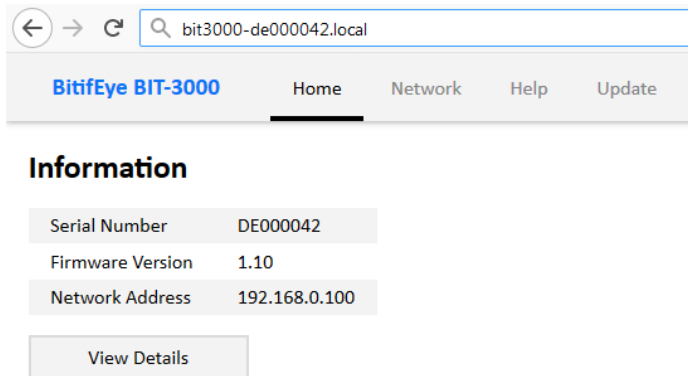 bit3000-de000042.local
BitifEye BIT-3000 Home Network Help Update
Information
Serial Number DE000042
Firmware Version 1.10
Network Address 192.168.0.100
View Details